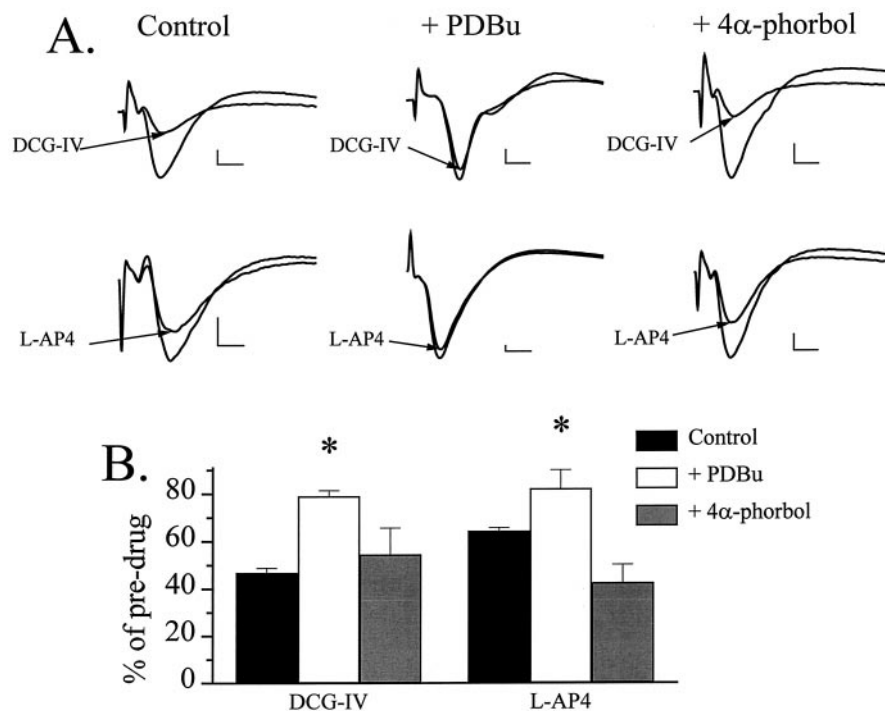 A.
Control
+ PDBu
+ 4α-phorbol
DCG-IV
DCG-IV
DCG-IV
L-AP4
L-AP4
L-AP4
B.
*
*
Control
+ PDBu
+ 4α-phorbol
% of pre-drug
80
60
40
20
0
DCG-IV
L-AP4